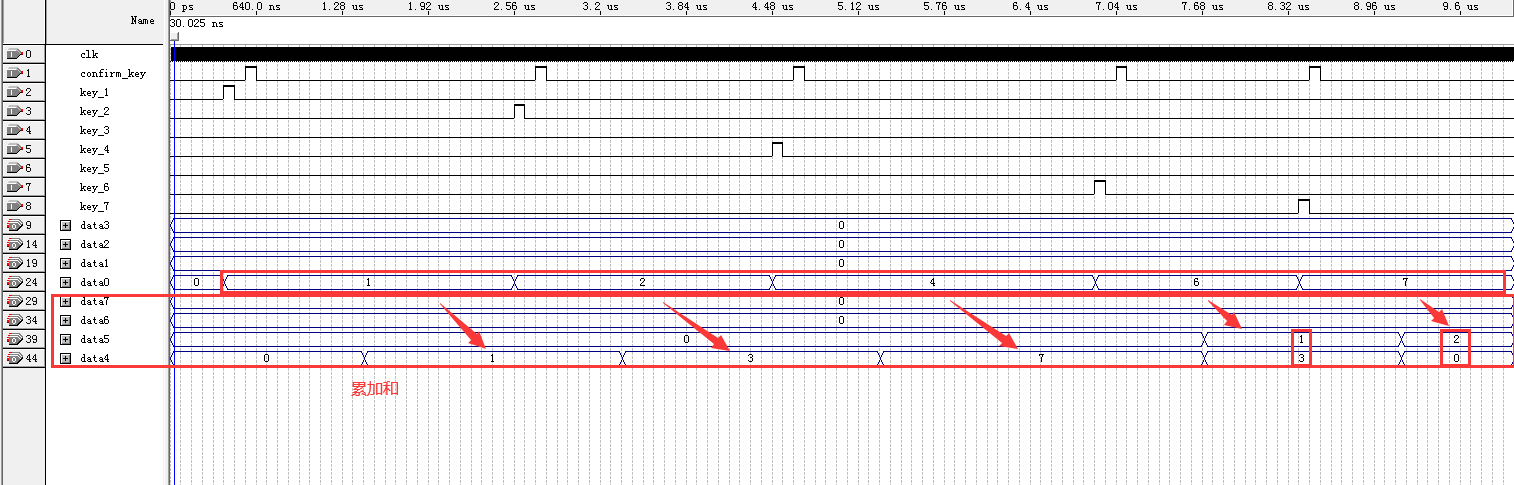 0 ps 640.0 ns 1.28 us 1.92 us 2.56 us 3.2 us 3.84 us 4.48 us 5.12 us 5.76 us 6.4 us 7.04 us 7.68 us 8.32 us 8.96 us 9.6 us
Name
30.025 ns
0 clk
1 confirm_key
2 key_1
3 key_2
4 key_3
5 key_4
6 key_5
7 key_6
8 key_7
9 data3 0
14 data2 0
19 data1 0
24 data0 0 1 2 4 6 7
29 data7 0
34 data6 0
39 data5 0 1 2
44 data4 0 1 3 7 3 0
累加和